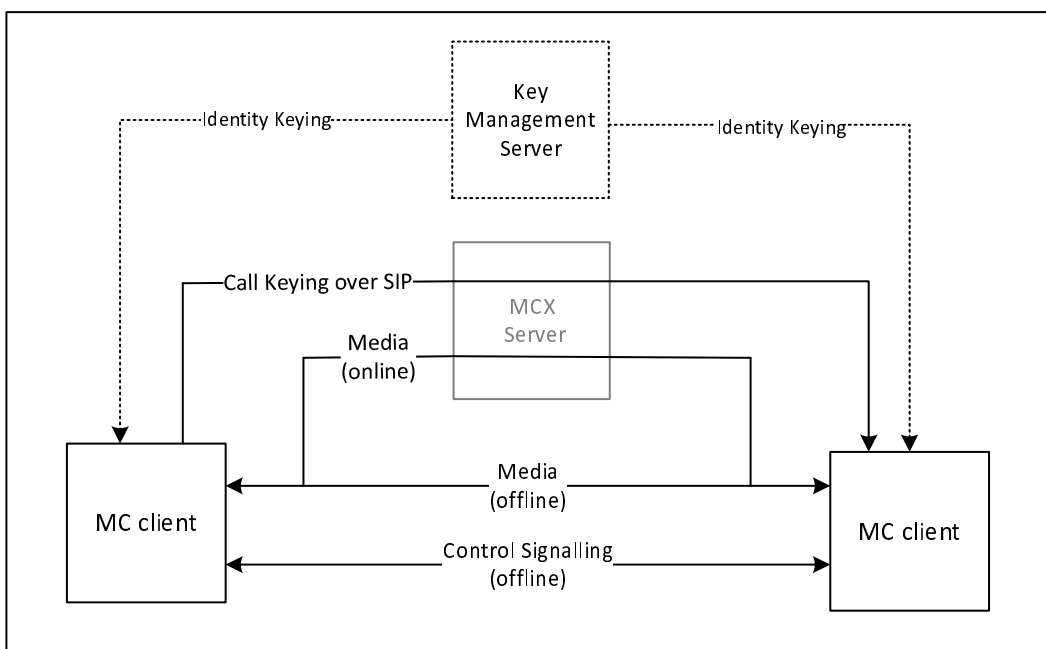 Key
Management
Server
Identity Keying
Identity Keying
Call Keying over SIP
MCX
Server
Media
(online)
Media
(offline)
MC client
MC client
Control Signalling
(offline)